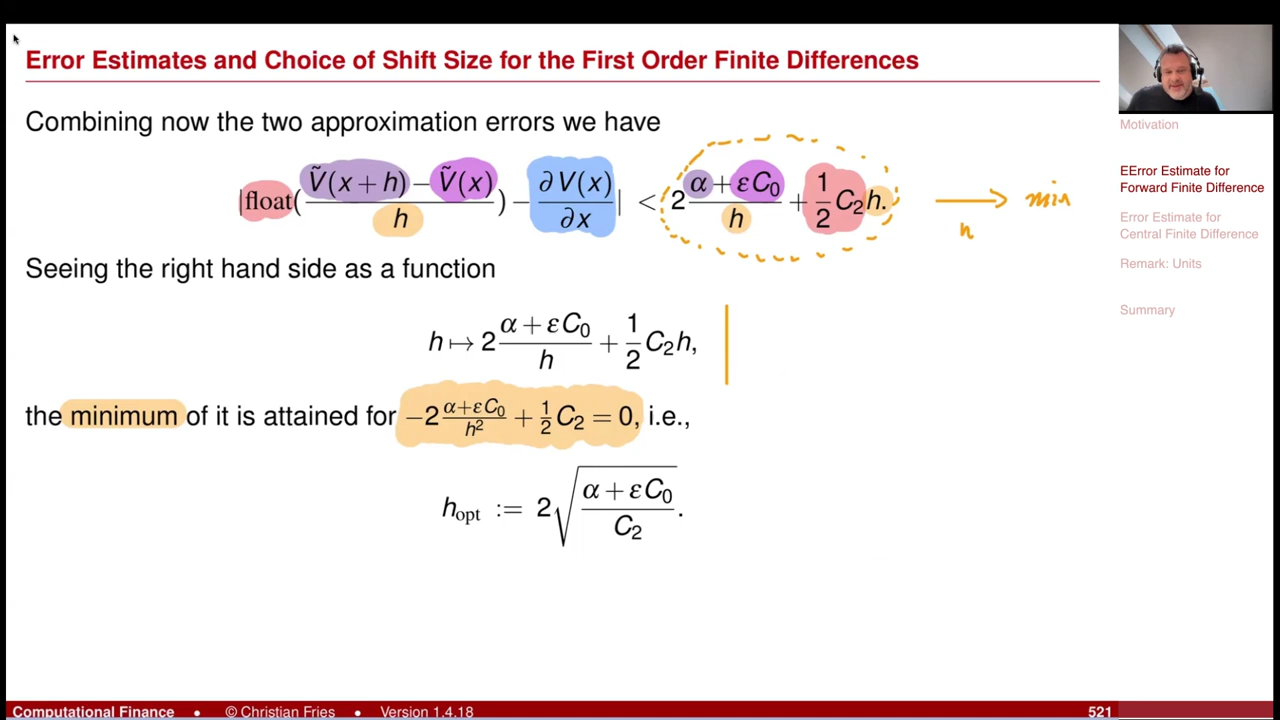 Error Estimates and Choice of Shift Size for the First Order Finite Differences
Combining now the two approximation errors we have
|float( (Ṽ(x+h) − Ṽ(x)) / h ) − ∂V(x)/∂x | < 2 (α+εC₀)/h + 1/2 C₂h. → min
h
Seeing the right hand side as a function
h ↦ 2 (α+εC₀)/h + 1/2 C₂h,
the minimum of it is attained for −2 (α+εC₀)/h² + 1/2 C₂ = 0, i.e.,
h_opt := 2 √((α+εC₀)/C₂).
Motivation
EError Estimate for
Forward Finite Difference
Error Estimate for
Central Finite Difference
Remark: Units
Summary
Computational Finance • © Christian Fries • Version 1.4.18 521